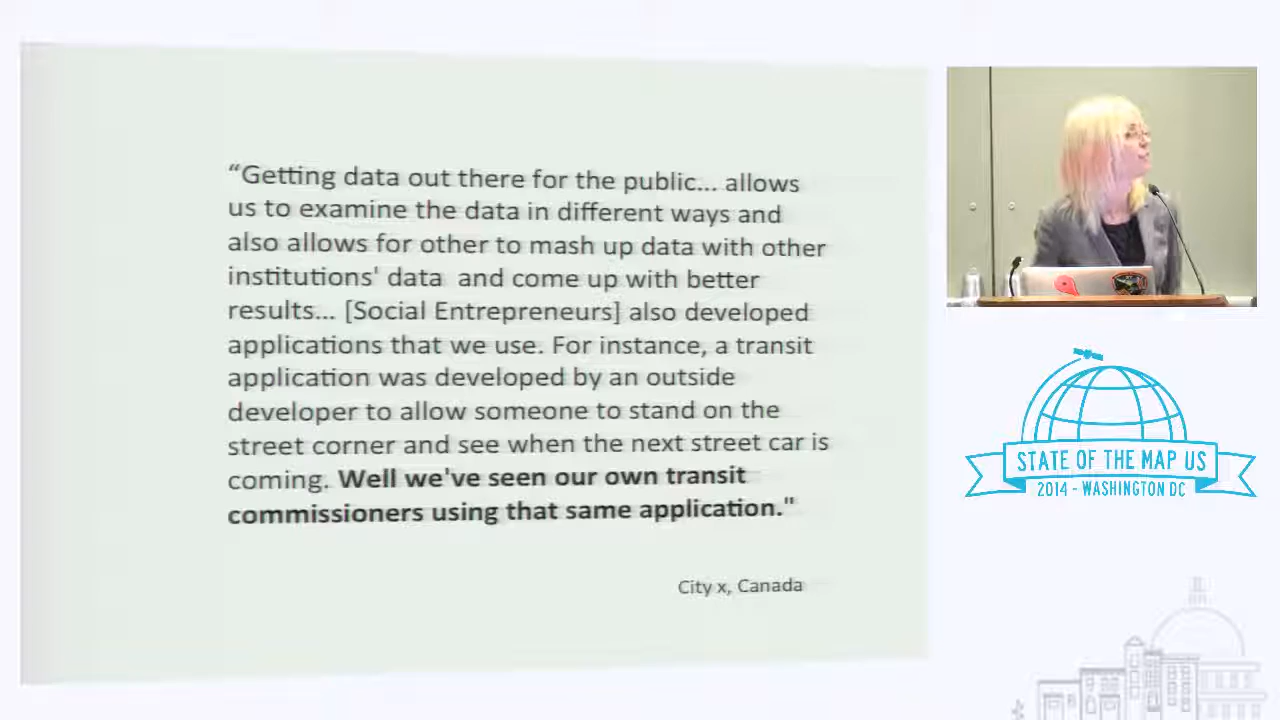 “Getting data out there for the public... allows
us to examine the data in different ways and
also allows for other to mash up data with other
institutions' data and come up with better
results... [Social Entrepreneurs] also developed
applications that we use. For instance, a transit
application was developed by an outside
developer to allow someone to stand on the
street corner and see when the next street car is
coming. Well we've seen our own transit
commissioners using that same application."
City x, Canada
STATE OF THE MAP US
2014 - WASHINGTON DC